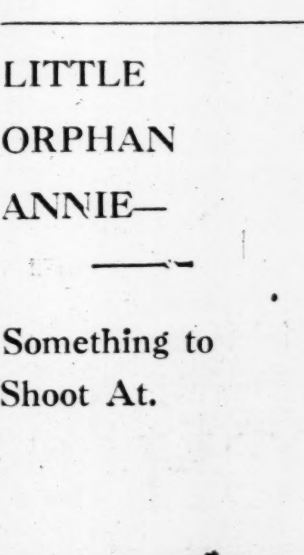 LITTLE
ORPHAN
ANNIE—
Something to
Shoot At.